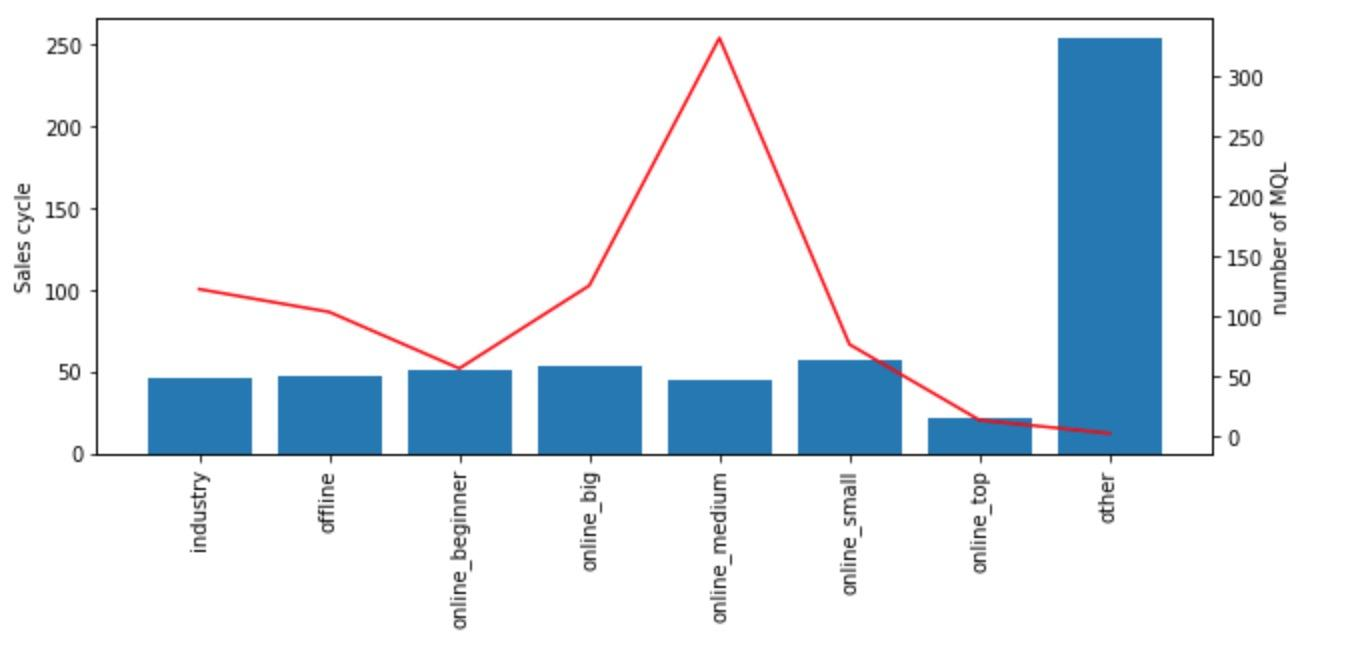 250
200
150
100
50
0
Sales cycle
300
250
200
150
100
50
0
number of MQL
industry
offline
online_beginner
online_big
online_medium
online_small
online_top
other